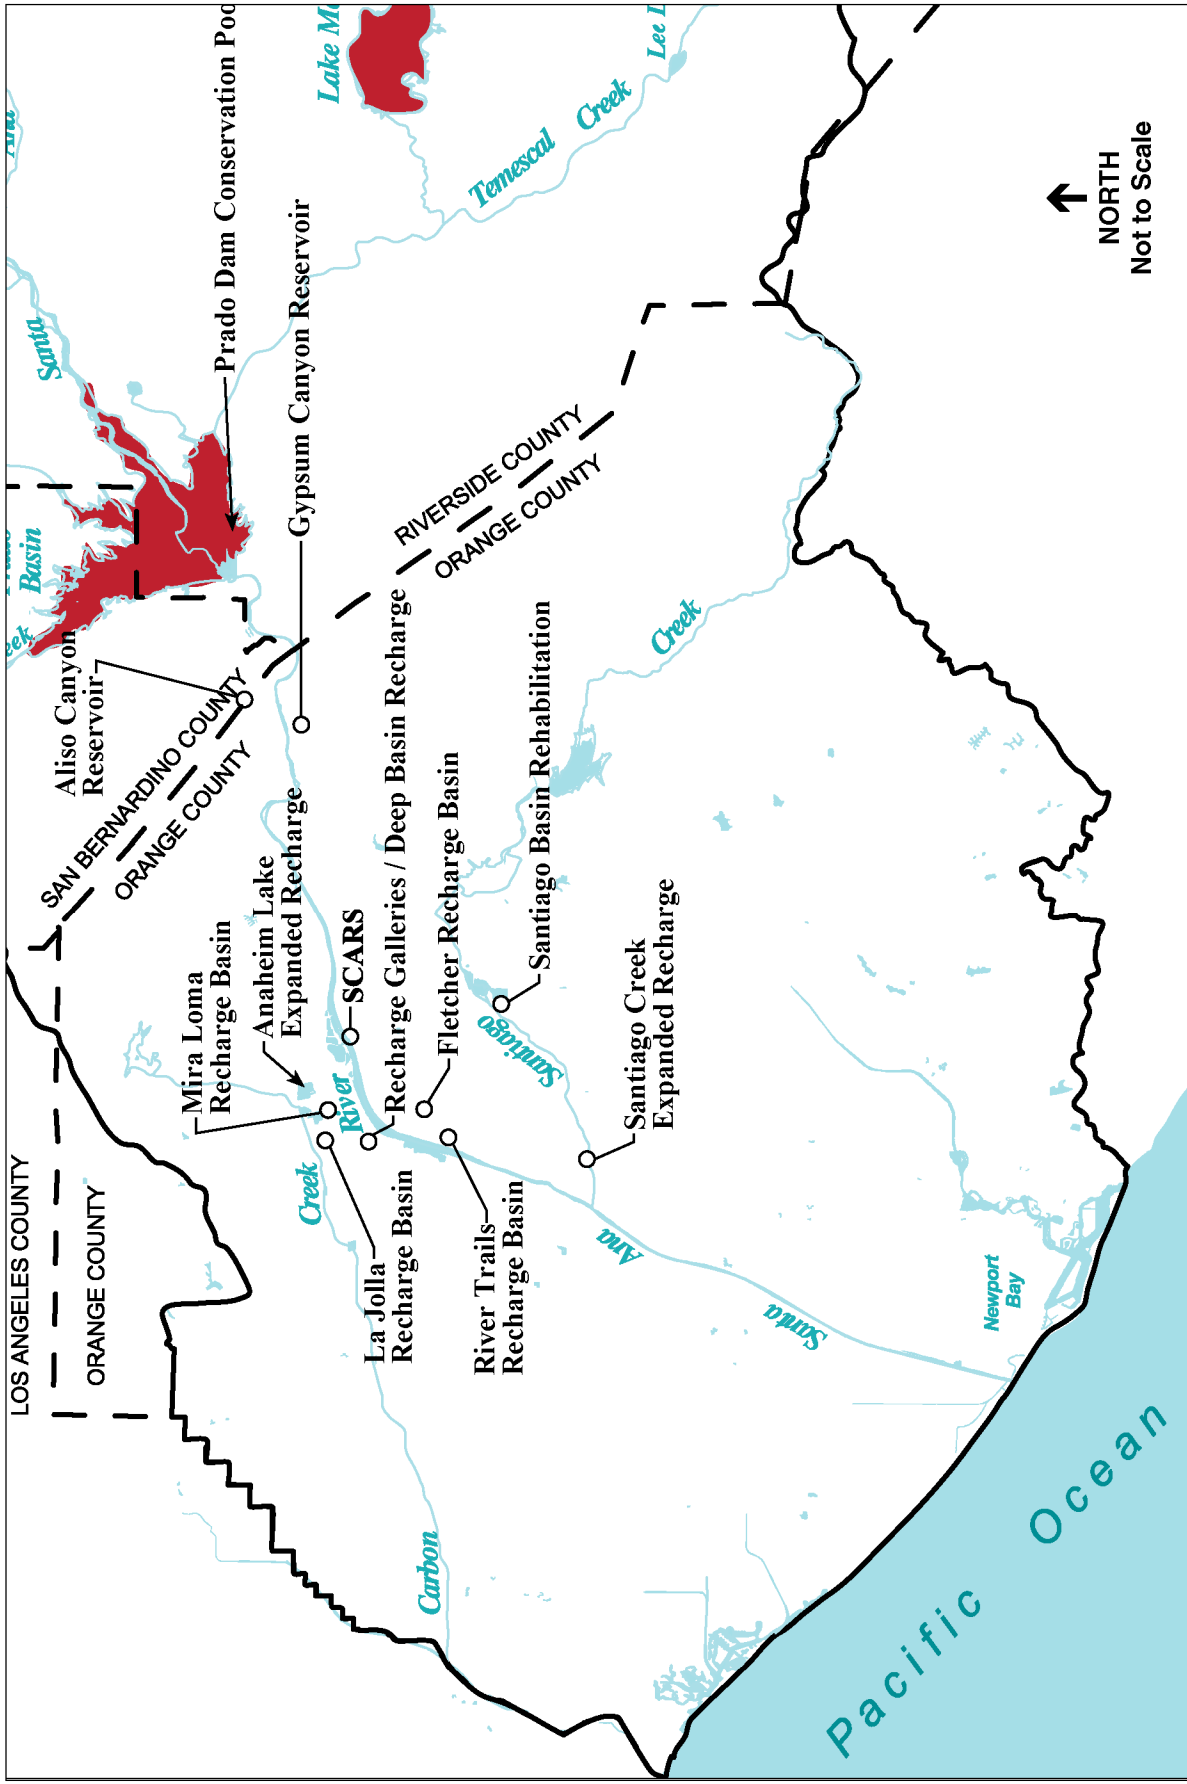 LOS ANGELES COUNTY
ORANGE COUNTY
SAN BERNARDINO COUNTY
ORANGE COUNTY
RIVERSIDE COUNTY
ORANGE COUNTY
Aliso Canyon
Reservoir
Basin
Santa
Prado Dam Conservation
Gypsum Canyon Reservoir
Lake
Temescal Creek
Mira Loma
Recharge Basin
Anaheim Lake
Expanded Recharge
SCARS
Recharge Galleries / Deep Basin Recharge
Fletcher Recharge Basin
Santiago Basin Rehabilitation
Santiago Creek
Expanded Recharge
La Jolla
Recharge Basin
River Trails
Recharge Basin
Carbon
Creek
Santa
Ana
River
Santiago
Creek
Newport
Bay
Pacific Ocean
NORTH
Not to Scale